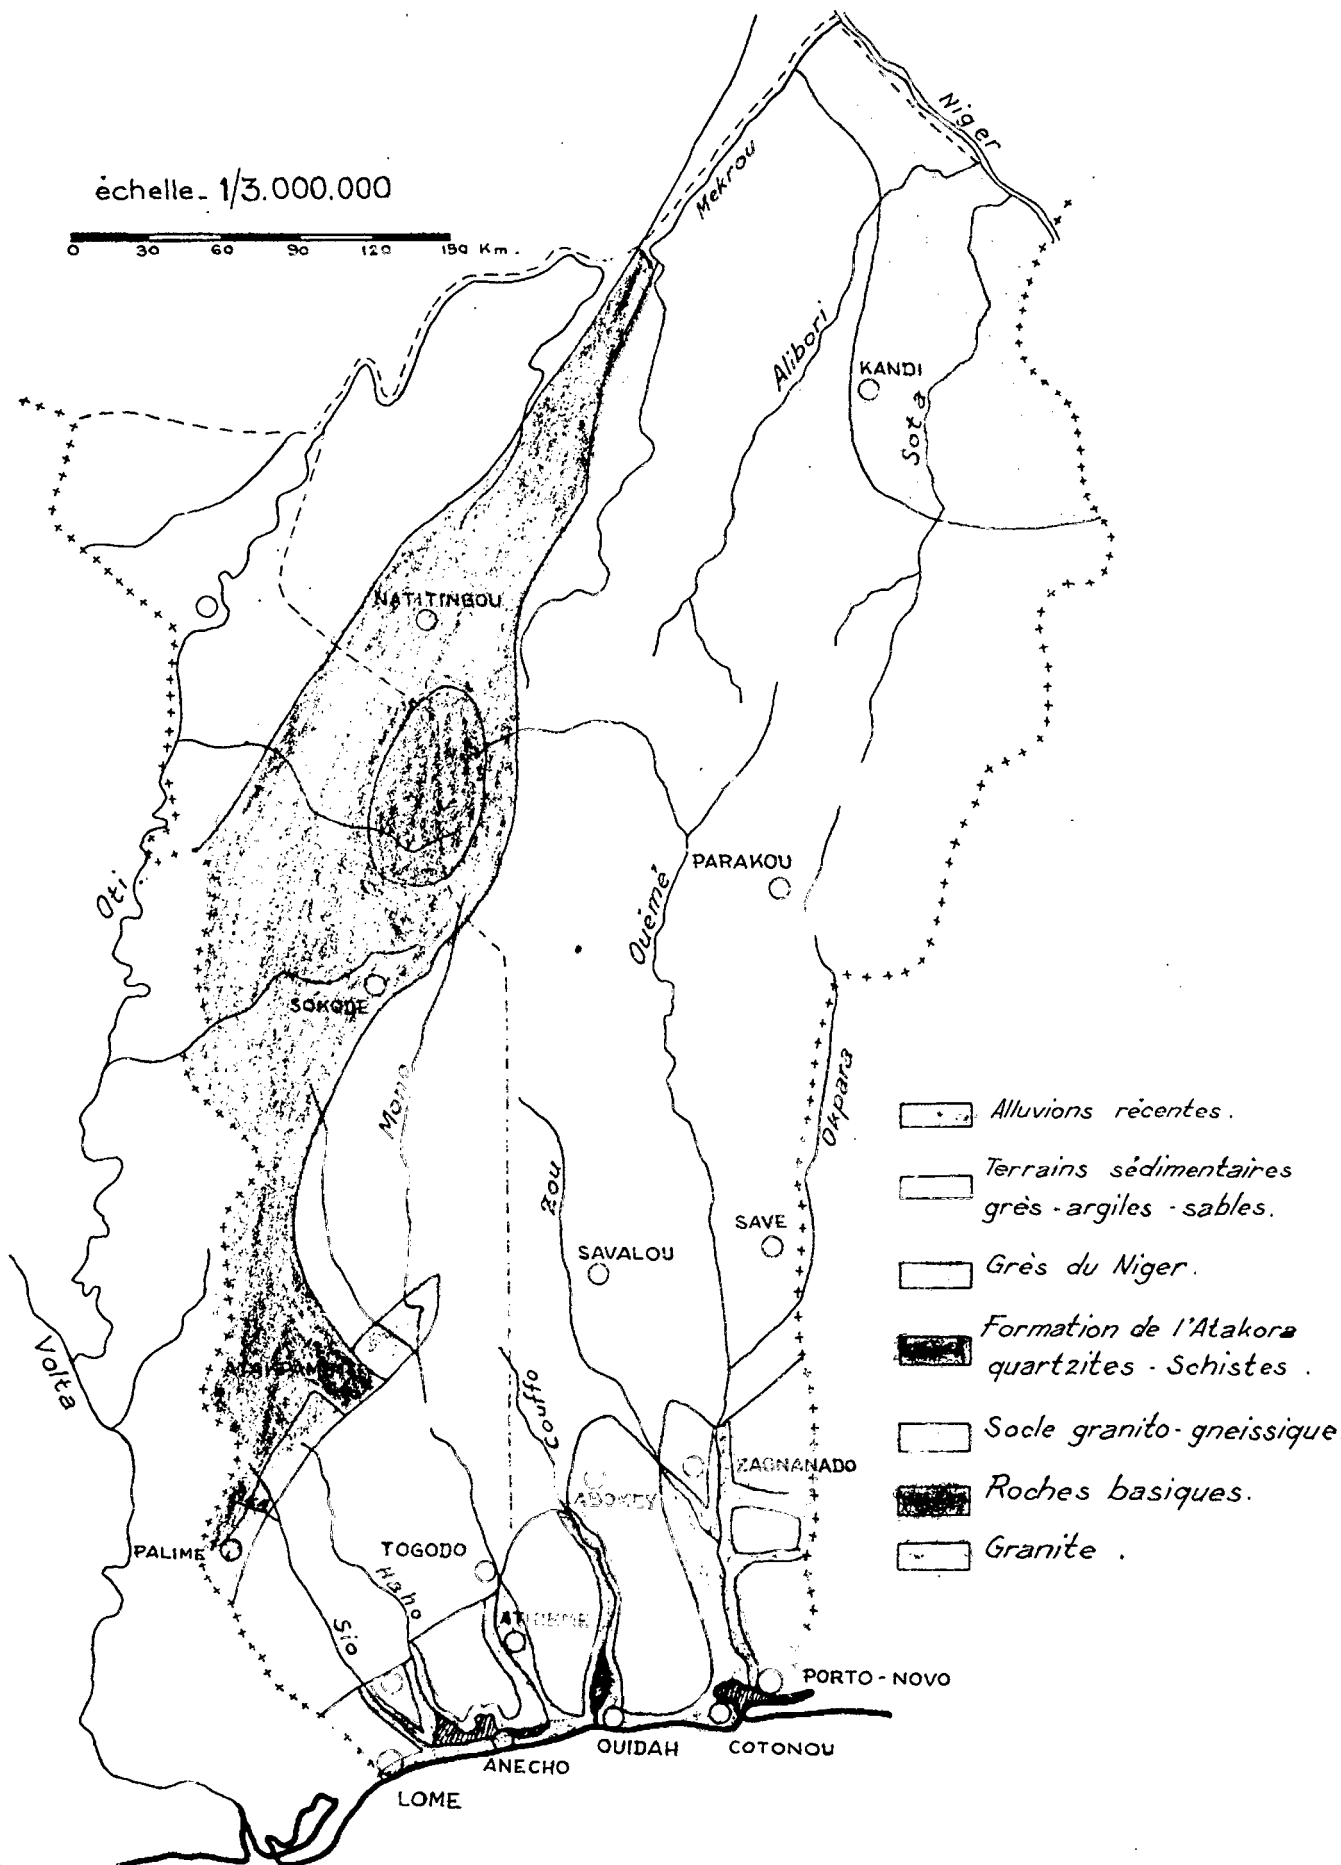 échelle_ 1/3.000.000
0 30 60 90 120 150 Km.
Niger
Mekrou
Alibori
KANDI
Sota
NATITINGOU
Oti
PARAKOU
Ouémé
SOKODE
Mono
Okpara
Zou
SAVE
SAVALOU
Volta
Couffo
ZAGNANADO
ABOMEY
PALIME
TOGODO
Haho
Sio
PORTO-NOVO
OUIDAH
COTONOU
ANECHO
LOME
Alluvions récentes.
Terrains sédimentaires
grès-argiles-sables.
Grès du Niger.
Formation de l'Atakora
quartzites-Schistes.
Socle granito-gneissique
Roches basiques.
Granite.